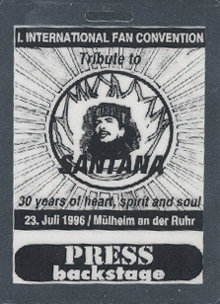 I. INTERNATIONAL FAN CONVENTION
Tribute to
SANTANA
30 years of heart, spirit and soul
23. Juli 1996 / Mülheim an der Ruhr
PRESS
backstage